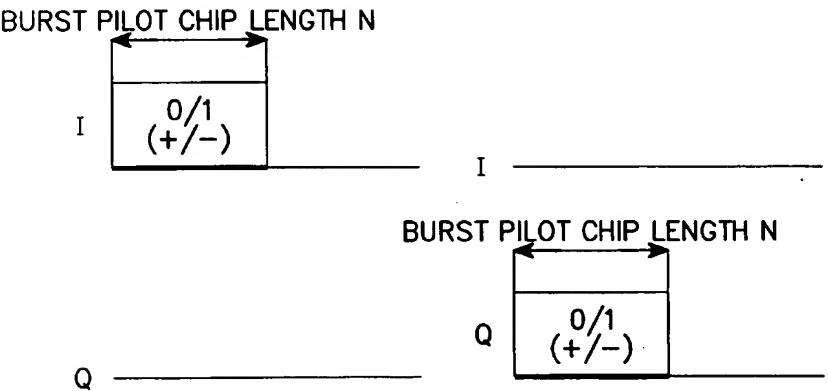 BURST PILOT CHIP LENGTH N
I
0/1
(+/-)
Q
I
BURST PILOT CHIP LENGTH N
Q
0/1
(+/-)